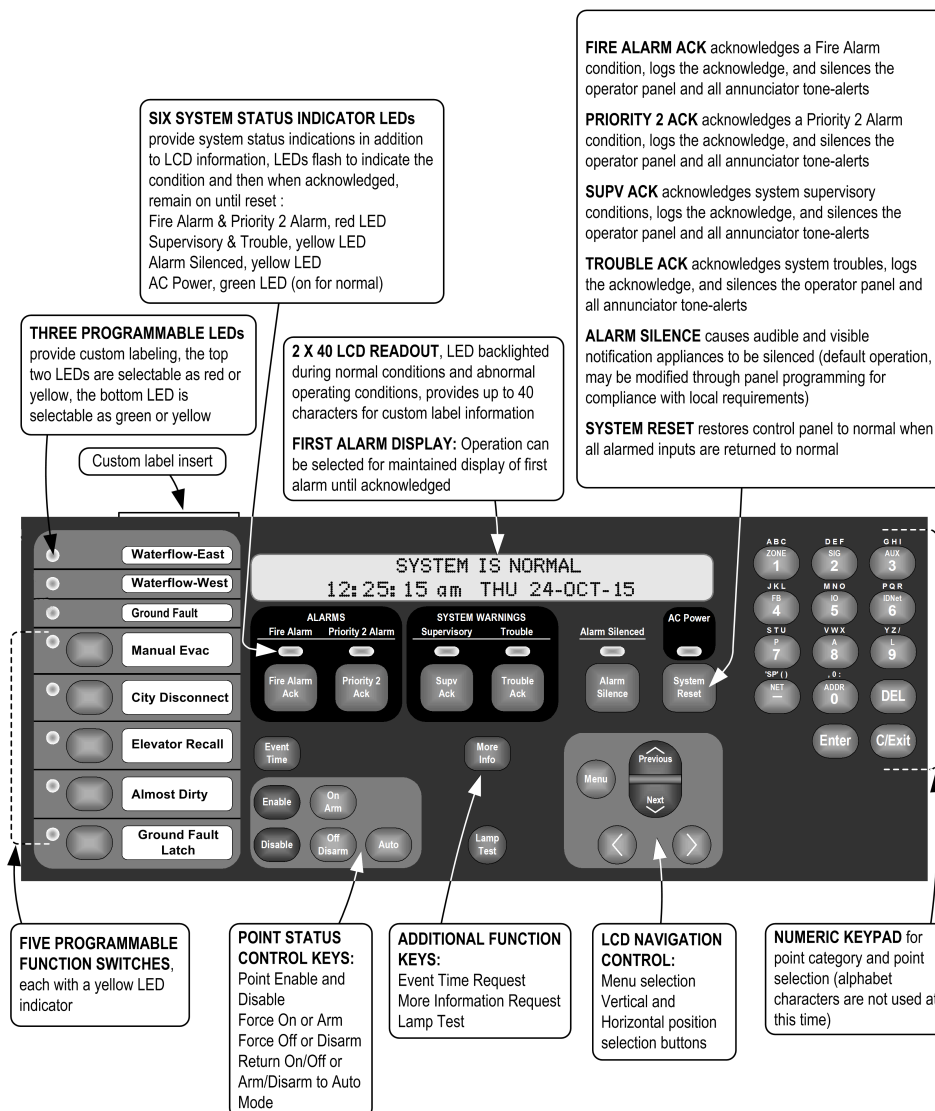 FIRE ALARM ACK acknowledges a Fire Alarm
condition, logs the acknowledge, and silences the
operator panel and all annunciator tone-alerts
PRIORITY 2 ACK acknowledges a Priority 2 Alarm
condition, logs the acknowledge, and silences the
operator panel and all annunciator tone-alerts
SUPV ACK acknowledges system supervisory
conditions, logs the acknowledge, and silences the
operator panel and all annunciator tone-alerts
TROUBLE ACK acknowledges system troubles, logs
the acknowledge, and silences the operator panel and
all annunciator tone-alerts
ALARM SILENCE causes audible and visible
notification appliances to be silenced (default operation,
may be modified through panel programming for
compliance with local requirements)
SYSTEM RESET restores control panel to normal when
all alarmed inputs are returned to normal
SIX SYSTEM STATUS INDICATOR LEDs
provide system status indications in addition
to LCD information, LEDs flash to indicate the
condition and then when acknowledged,
remain on until reset :
Fire Alarm & Priority 2 Alarm, red LED
Supervisory & Trouble, yellow LED
Alarm Silenced, yellow LED
AC Power, green LED (on for normal)
THREE PROGRAMMABLE LEDs
provide custom labeling, the top
two LEDs are selectable as red or
yellow, the bottom LED is
selectable as green or yellow
2 X 40 LCD READOUT, LED backlighted
during normal conditions and abnormal
operating conditions, provides up to 40
characters for custom label information
FIRST ALARM DISPLAY: Operation can
be selected for maintained display of first
alarm until acknowledged
Custom label insert
Waterflow-East
Waterflow-West
Ground Fault
Manual Evac
City Disconnect
Elevator Recall
Almost Dirty
Ground Fault
Latch
SYSTEM IS NORMAL
12:25:15 am THU 24-OCT-15
ALARMS
Fire Alarm Priority 2 Alarm
SYSTEM WARNINGS
Supervisory Trouble
Alarm Silenced
AC Power
Fire Alarm
Ack
Priority 2
Ack
Supv
Ack
Trouble
Ack
Alarm
Silence
System
Reset
Event
Time
More
Info
Enable
On
Arm
Disable
Off
Disarm
Auto
Lamp
Test
Menu
Previous
Next
A B C D E F G H I
ZONE SIG AUX
1 2 3
J K L M N O P Q R
FB IO IDNet
4 5 6
S T U V W X Y Z /
P A L
7 8 9
'SP' ( ) , 0 :
NET ADDR
— 0 DEL
Enter C/Exit
FIVE PROGRAMMABLE
FUNCTION SWITCHES,
each with a yellow LED
indicator
POINT STATUS
CONTROL KEYS:
Point Enable and
Disable
Force On or Arm
Force Off or Disarm
Return On/Off or
Arm/Disarm to Auto
Mode
ADDITIONAL FUNCTION
KEYS:
Event Time Request
More Information Request
Lamp Test
LCD NAVIGATION
CONTROL:
Menu selection
Vertical and
Horizontal position
selection buttons
NUMERIC KEYPAD for
point category and point
selection (alphabet
characters are not used at
this time)